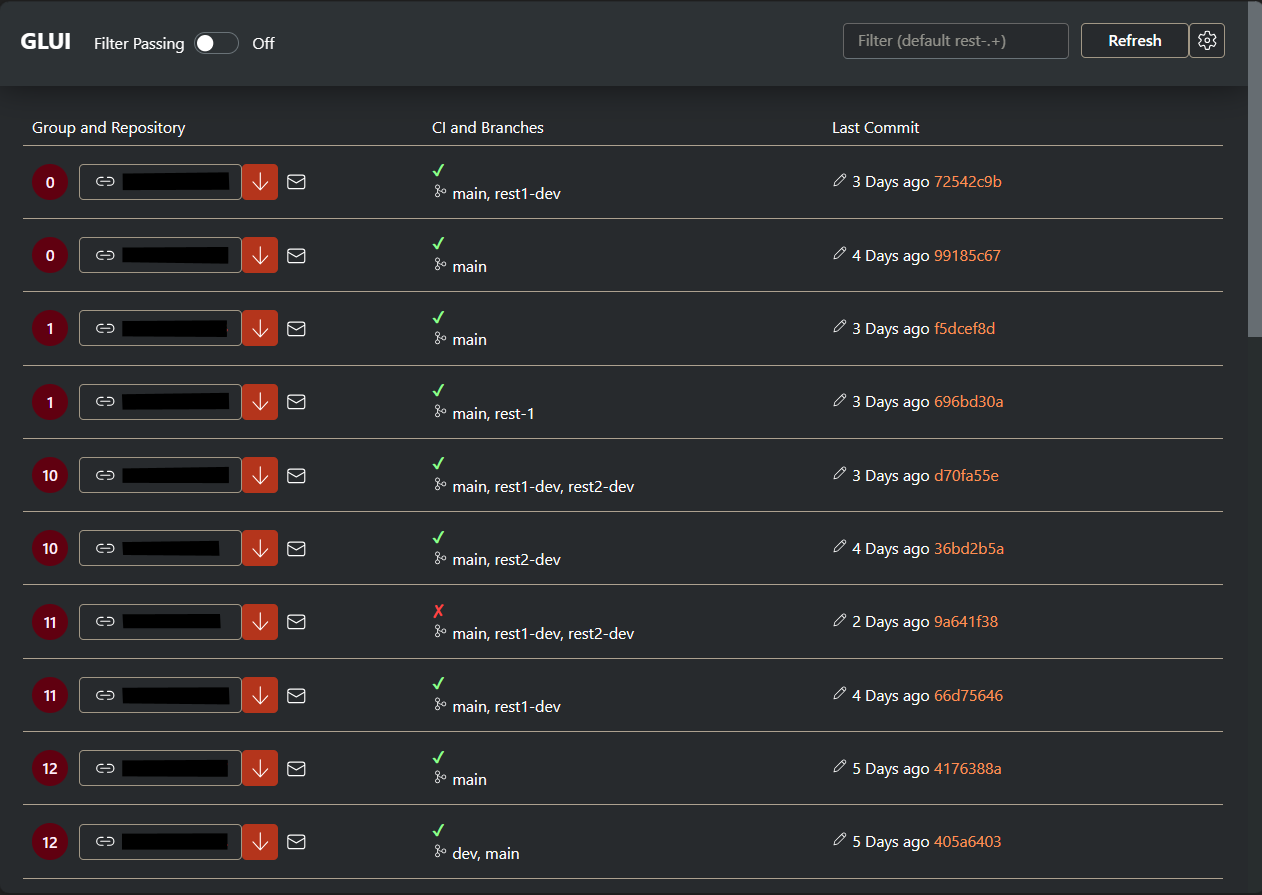 GLUI Filter Passing Off Filter (default rest-.+) Refresh
Group and Repository CI and Branches Last Commit
0 ✓ main, rest1-dev 3 Days ago 72542c9b
0 ✓ main 4 Days ago 99185c67
1 ✓ main 3 Days ago f5dcef8d
1 ✓ main, rest-1 3 Days ago 696bd30a
10 ✓ main, rest1-dev, rest2-dev 3 Days ago d70fa55e
10 ✓ main, rest2-dev 4 Days ago 36bd2b5a
11 ✗ main, rest1-dev, rest2-dev 2 Days ago 9a641f38
11 ✓ main, rest1-dev 4 Days ago 66d75646
12 ✓ main 5 Days ago 4176388a
12 ✓ dev, main 5 Days ago 405a6403